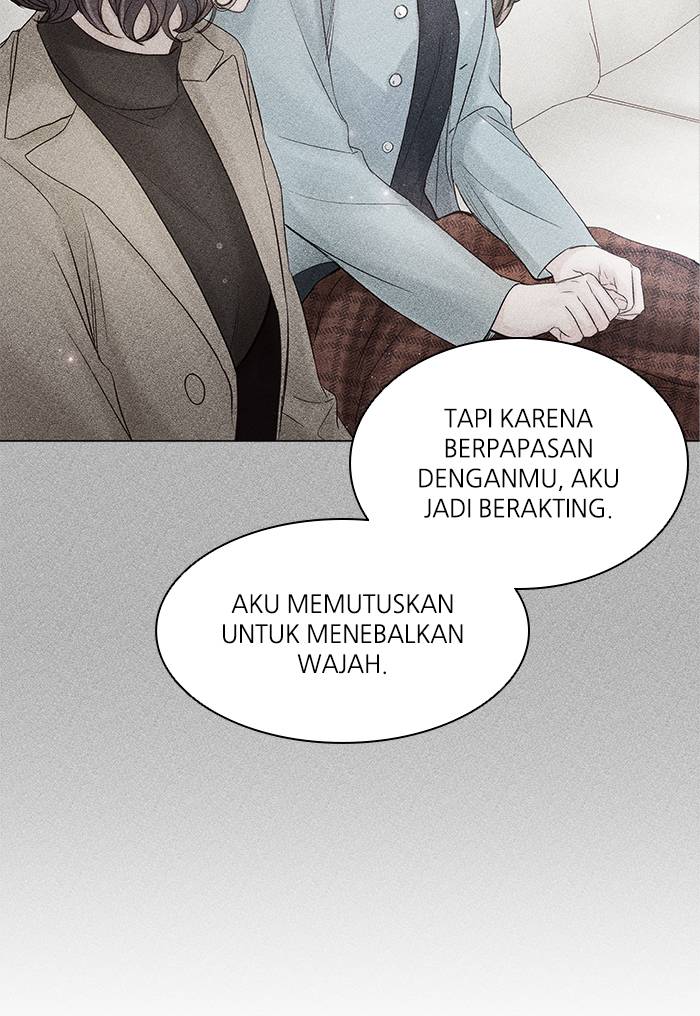 TAPI KARENA
BERPAPASAN
DENGANMU, AKU
JADI BERAKTING.
AKU MEMUTUSKAN
UNTUK MENEBALKAN
WAJAH.